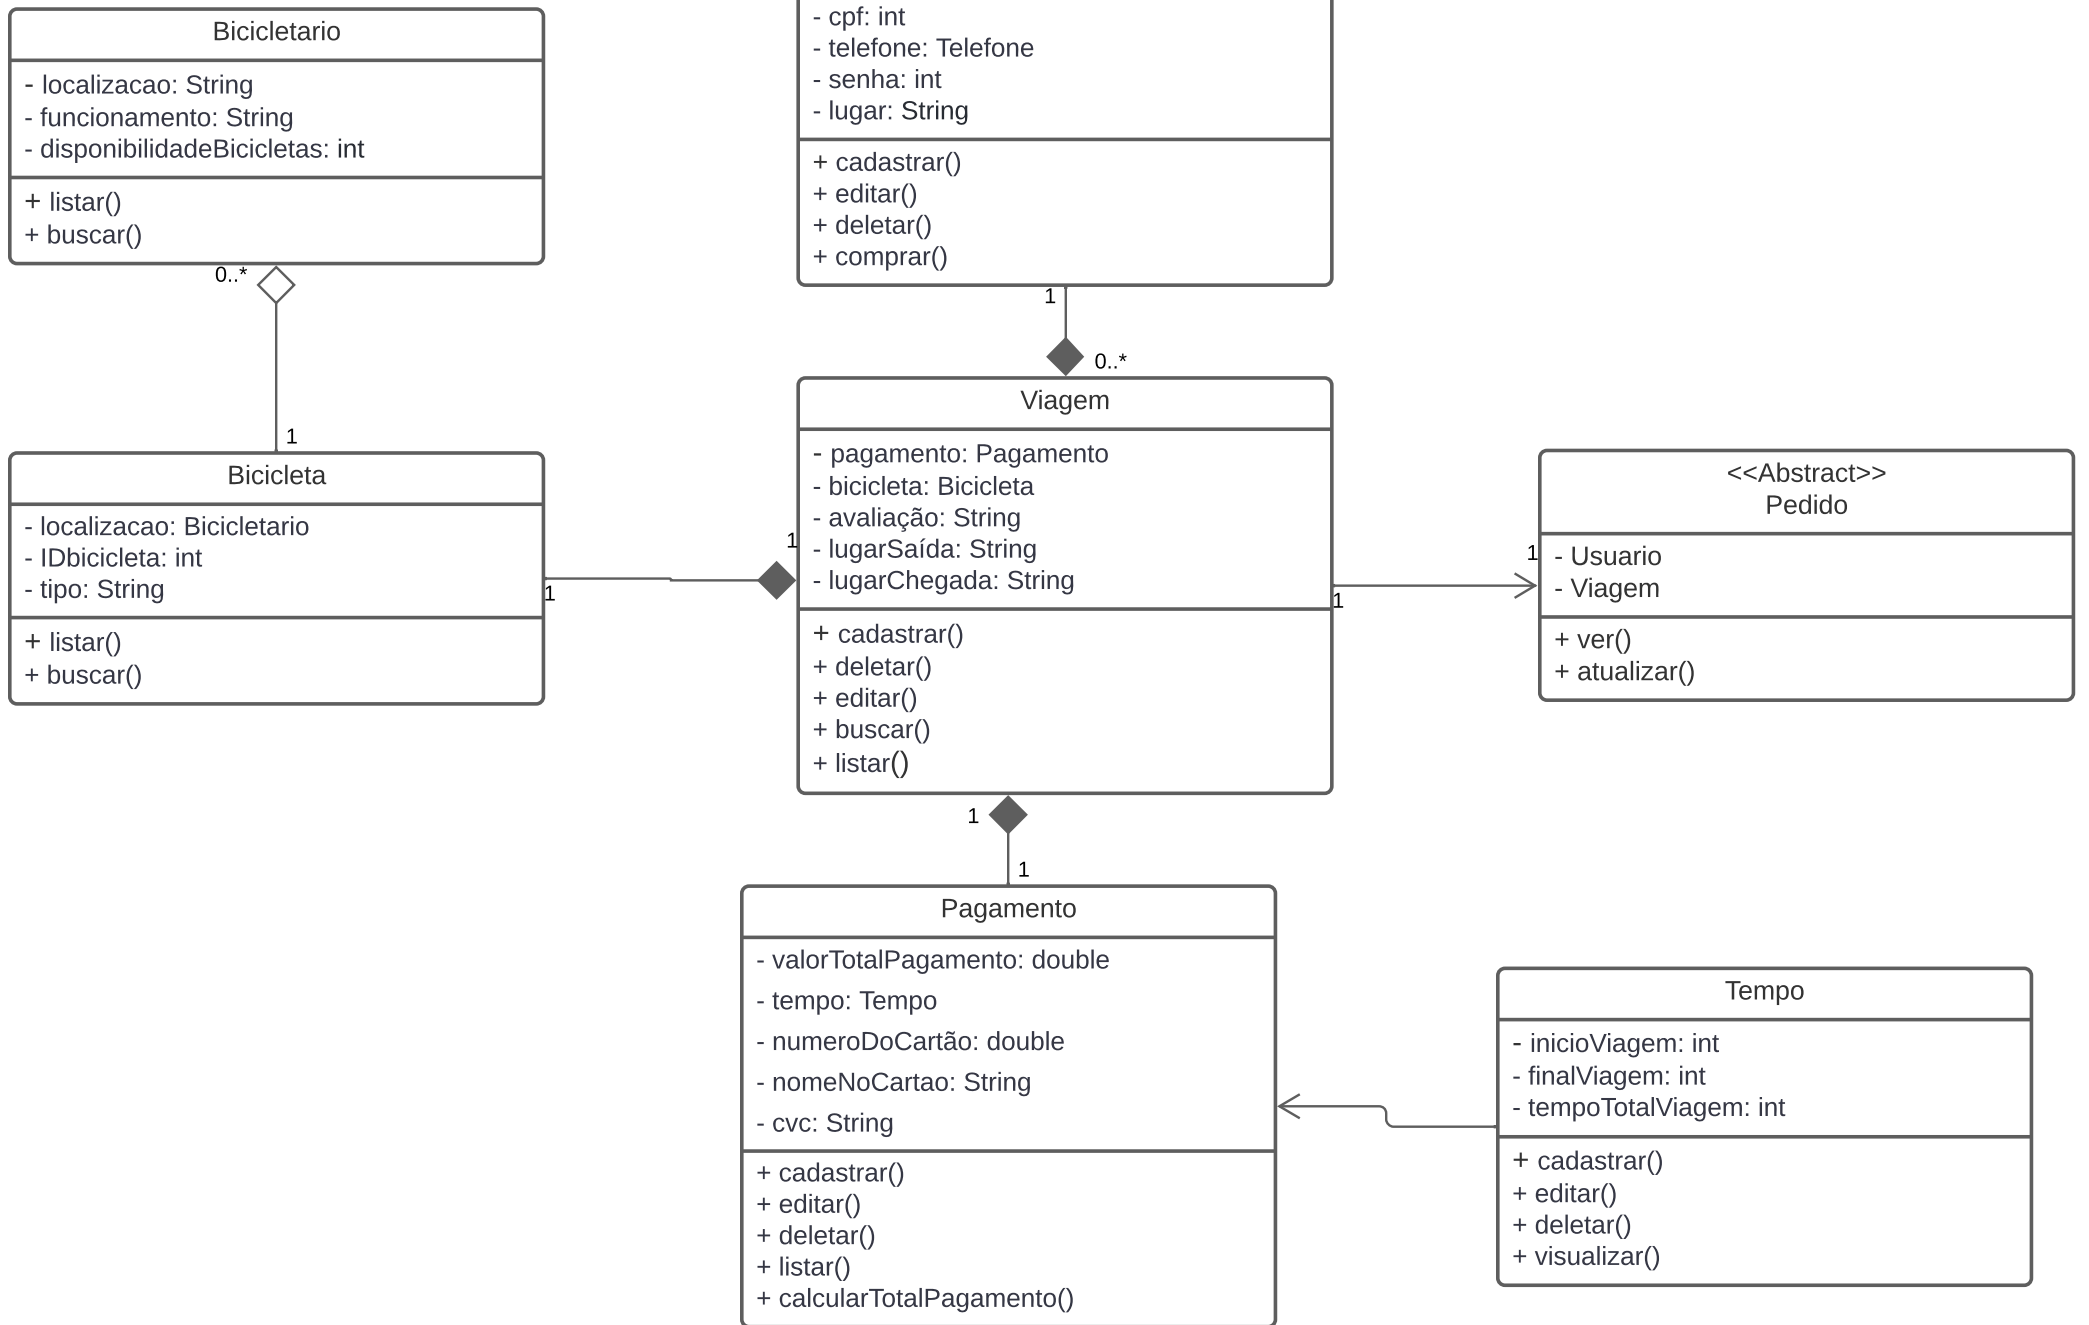 Bicicletario
- localizacao: String
- funcionamento: String
- disponibilidadeBicicletas: int
+ listar()
+ buscar()
- cpf: int
- telefone: Telefone
- senha: int
- lugar: String
+ cadastrar()
+ editar()
+ deletar()
+ comprar()
0..*
1
1
0..*
Bicicleta
- localizacao: Bicicletario
- IDbicicleta: int
- tipo: String
+ listar()
+ buscar()
1
1
Viagem
- pagamento: Pagamento
- bicicleta: Bicicleta
- avaliação: String
- lugarSaída: String
- lugarChegada: String
+ cadastrar()
+ deletar()
+ editar()
+ buscar()
+ listar()
1
1
<<Abstract>>
Pedido
- Usuario
- Viagem
+ ver()
+ atualizar()
1
1
Pagamento
- valorTotalPagamento: double
- tempo: Tempo
- numeroDoCartão: double
- nomeNoCartao: String
- cvc: String
+ cadastrar()
+ editar()
+ deletar()
+ listar()
+ calcularTotalPagamento()
Tempo
- inicioViagem: int
- finalViagem: int
- tempoTotalViagem: int
+ cadastrar()
+ editar()
+ deletar()
+ visualizar()